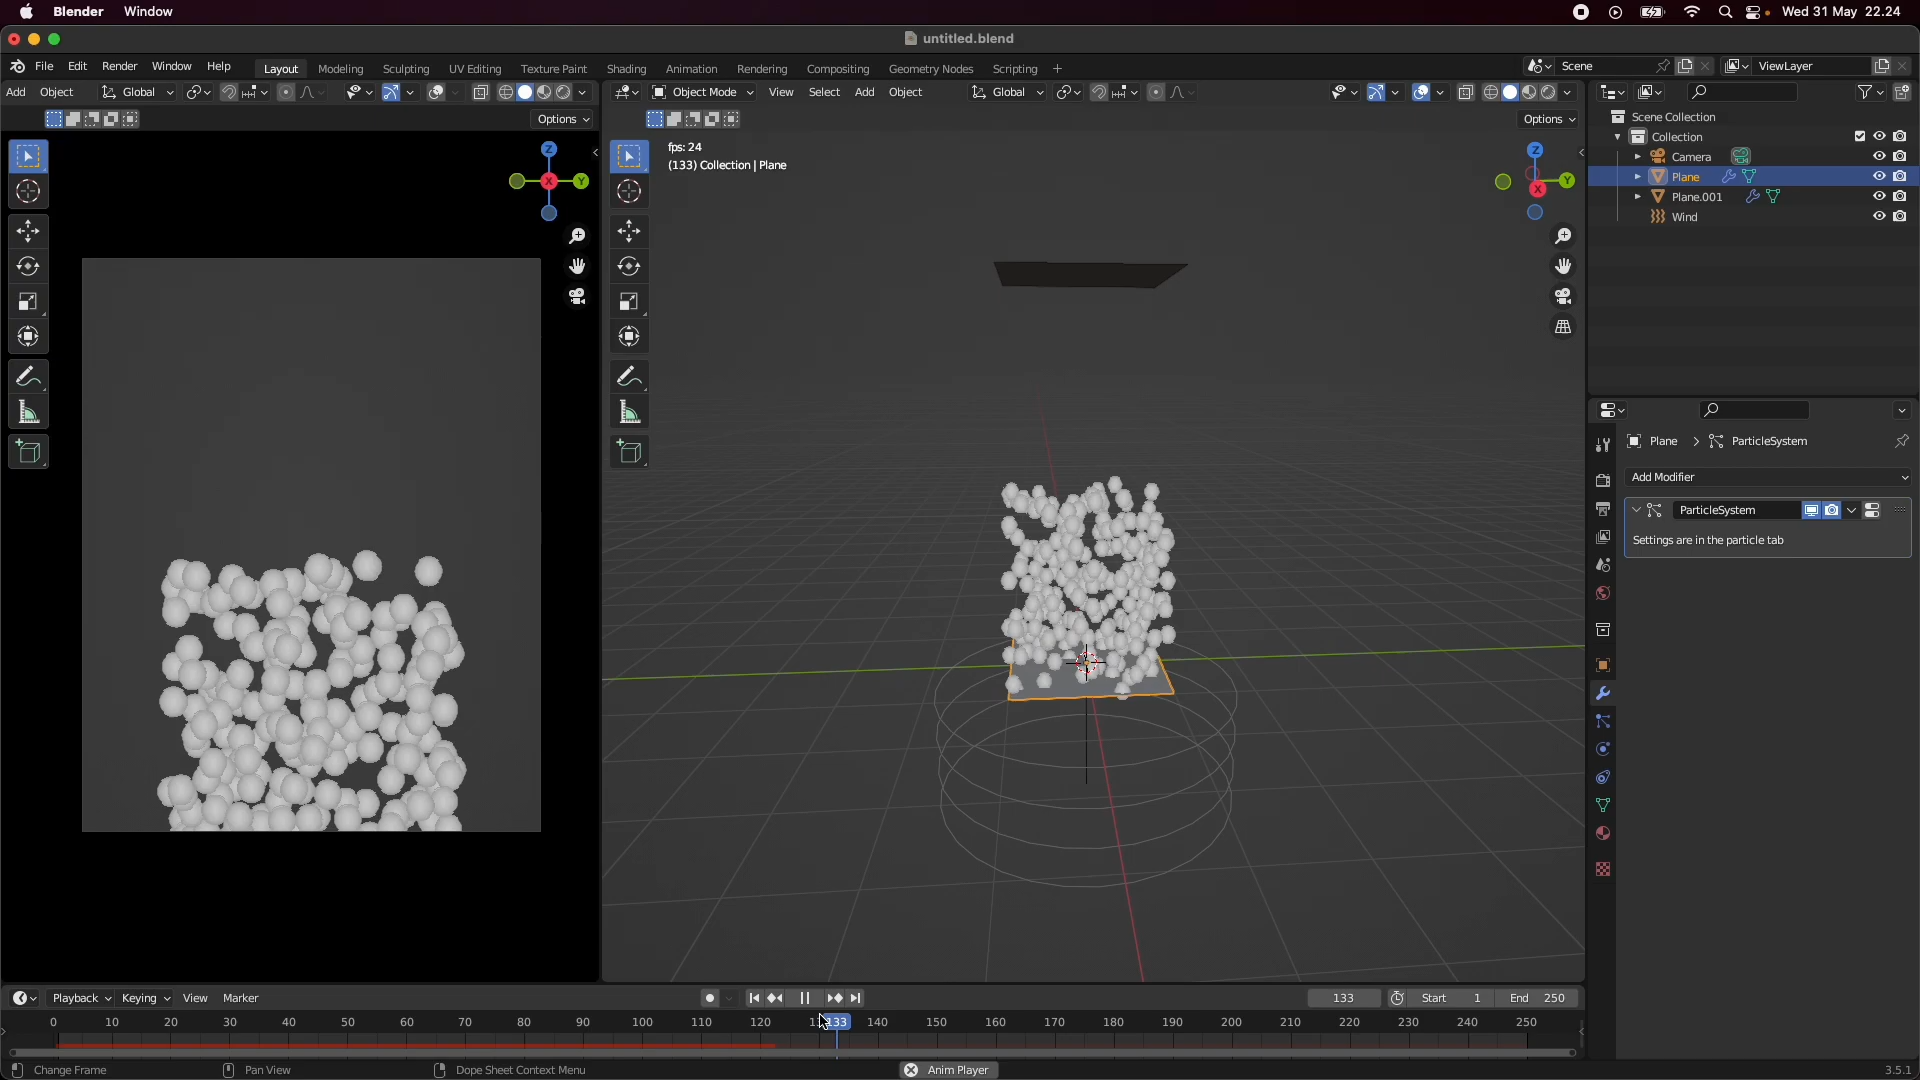 Blender Window
Wed 31 May 22.24
untitled.blend
File Edit Render Window Help
Layout Modeling Sculpting UV Editing Texture Paint Shading Animation Rendering Compositing Geometry Nodes Scripting +
Scene
ViewLayer
Add Object Global
Object Mode View Select Add Object Global
Options
Options
fps: 24
(133) Collection | Plane
Z
Y
X
Z
Y
X
Scene Collection
Collection
Camera
Plane
Plane.001
Wind
Plane > ParticleSystem
Add Modifier
ParticleSystem
Settings are in the particle tab
Playback Keying View Marker
133
Start 1
End 250
0 10 20 30 40 50 60 70 80 90 100 110 120 133 140 150 160 170 180 190 200 210 220 230 240 250
Change Frame
Pan View
Dope Sheet Context Menu
Anim Player
3.5.1